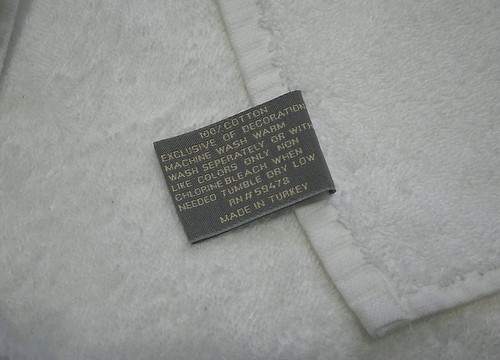 100/.COTTON
EXCLUSIVE OF DECORATION
MACHINE WASH WARM
WASH SEPERATELY OR WITH
LIKE COLORS ONLY NON
CHLORINE BLEACH WHEN
NEEDED TUMBLE DRY LOW
RN#59478
MADE IN TURKEY